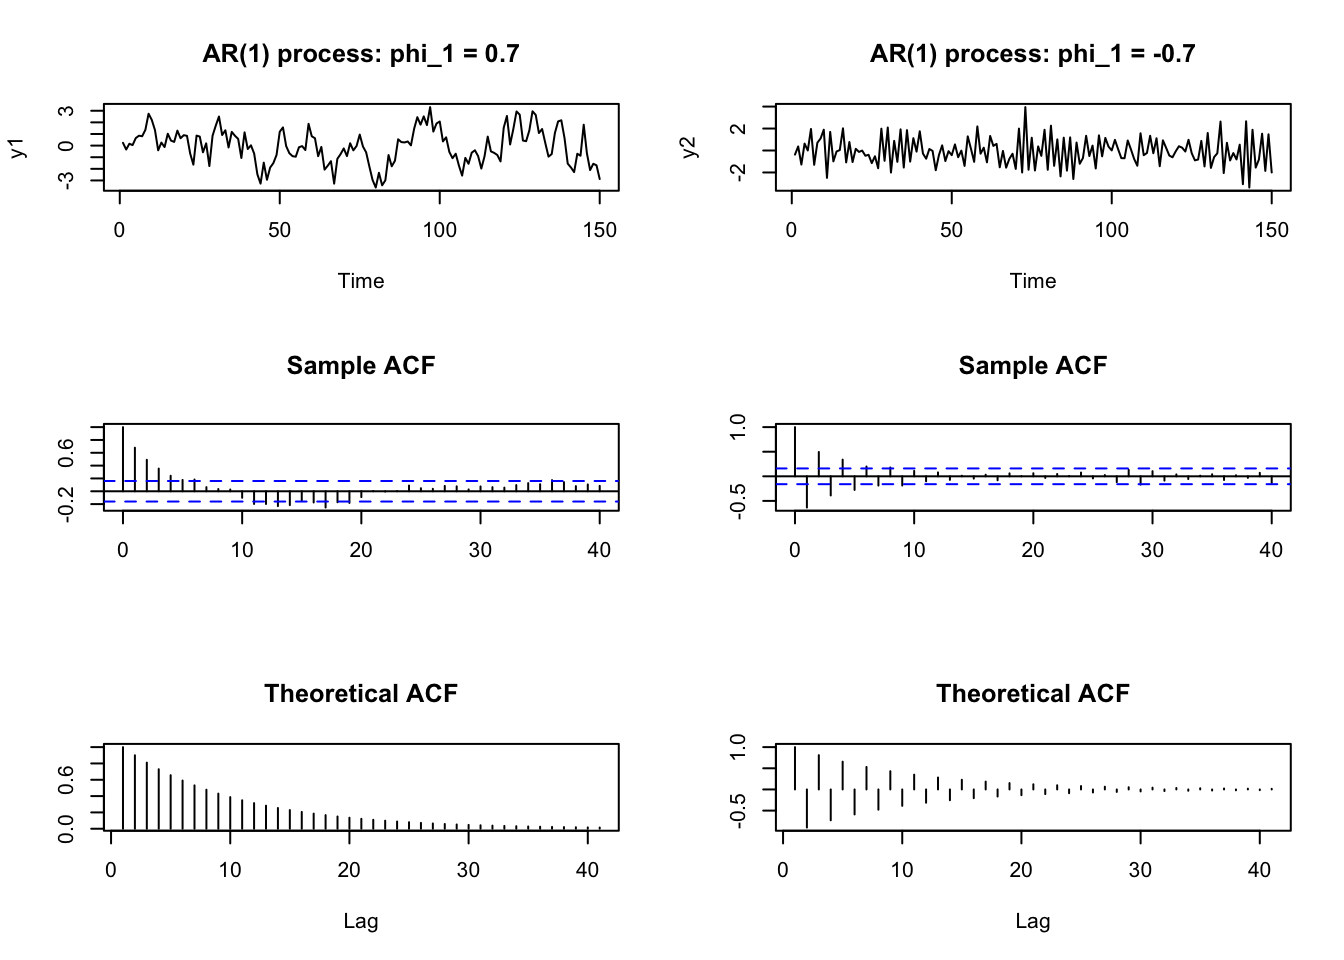 AR(1) process: phi_1 = 0.7
y1
3
0
-3
0 50 100 150
Time
AR(1) process: phi_1 = -0.7
y2
2
-2
0 50 100 150
Time
Sample ACF
0.6
-0.2
0 10 20 30 40
Sample ACF
1.0
-0.5
0 10 20 30 40
Theoretical ACF
0.6
0.0
0 10 20 30 40
Lag
Theoretical ACF
1.0
-0.5
0 10 20 30 40
Lag